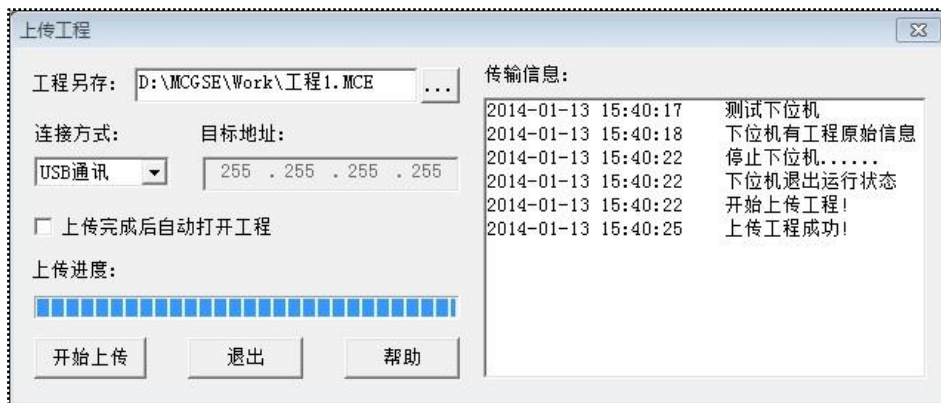 上传工程
工程另存: D:\MCGSE\Work\工程1.MCE ...
连接方式: 目标地址:
USB通讯 255 . 255 . 255 . 255
上传完成后自动打开工程
上传进度:
开始上传 退出 帮助
传输信息:
2014-01-13 15:40:17 测试下位机
2014-01-13 15:40:18 下位机有工程原始信息
2014-01-13 15:40:22 停止下位机......
2014-01-13 15:40:22 下位机退出运行状态
2014-01-13 15:40:22 开始上传工程!
2014-01-13 15:40:25 上传工程成功!